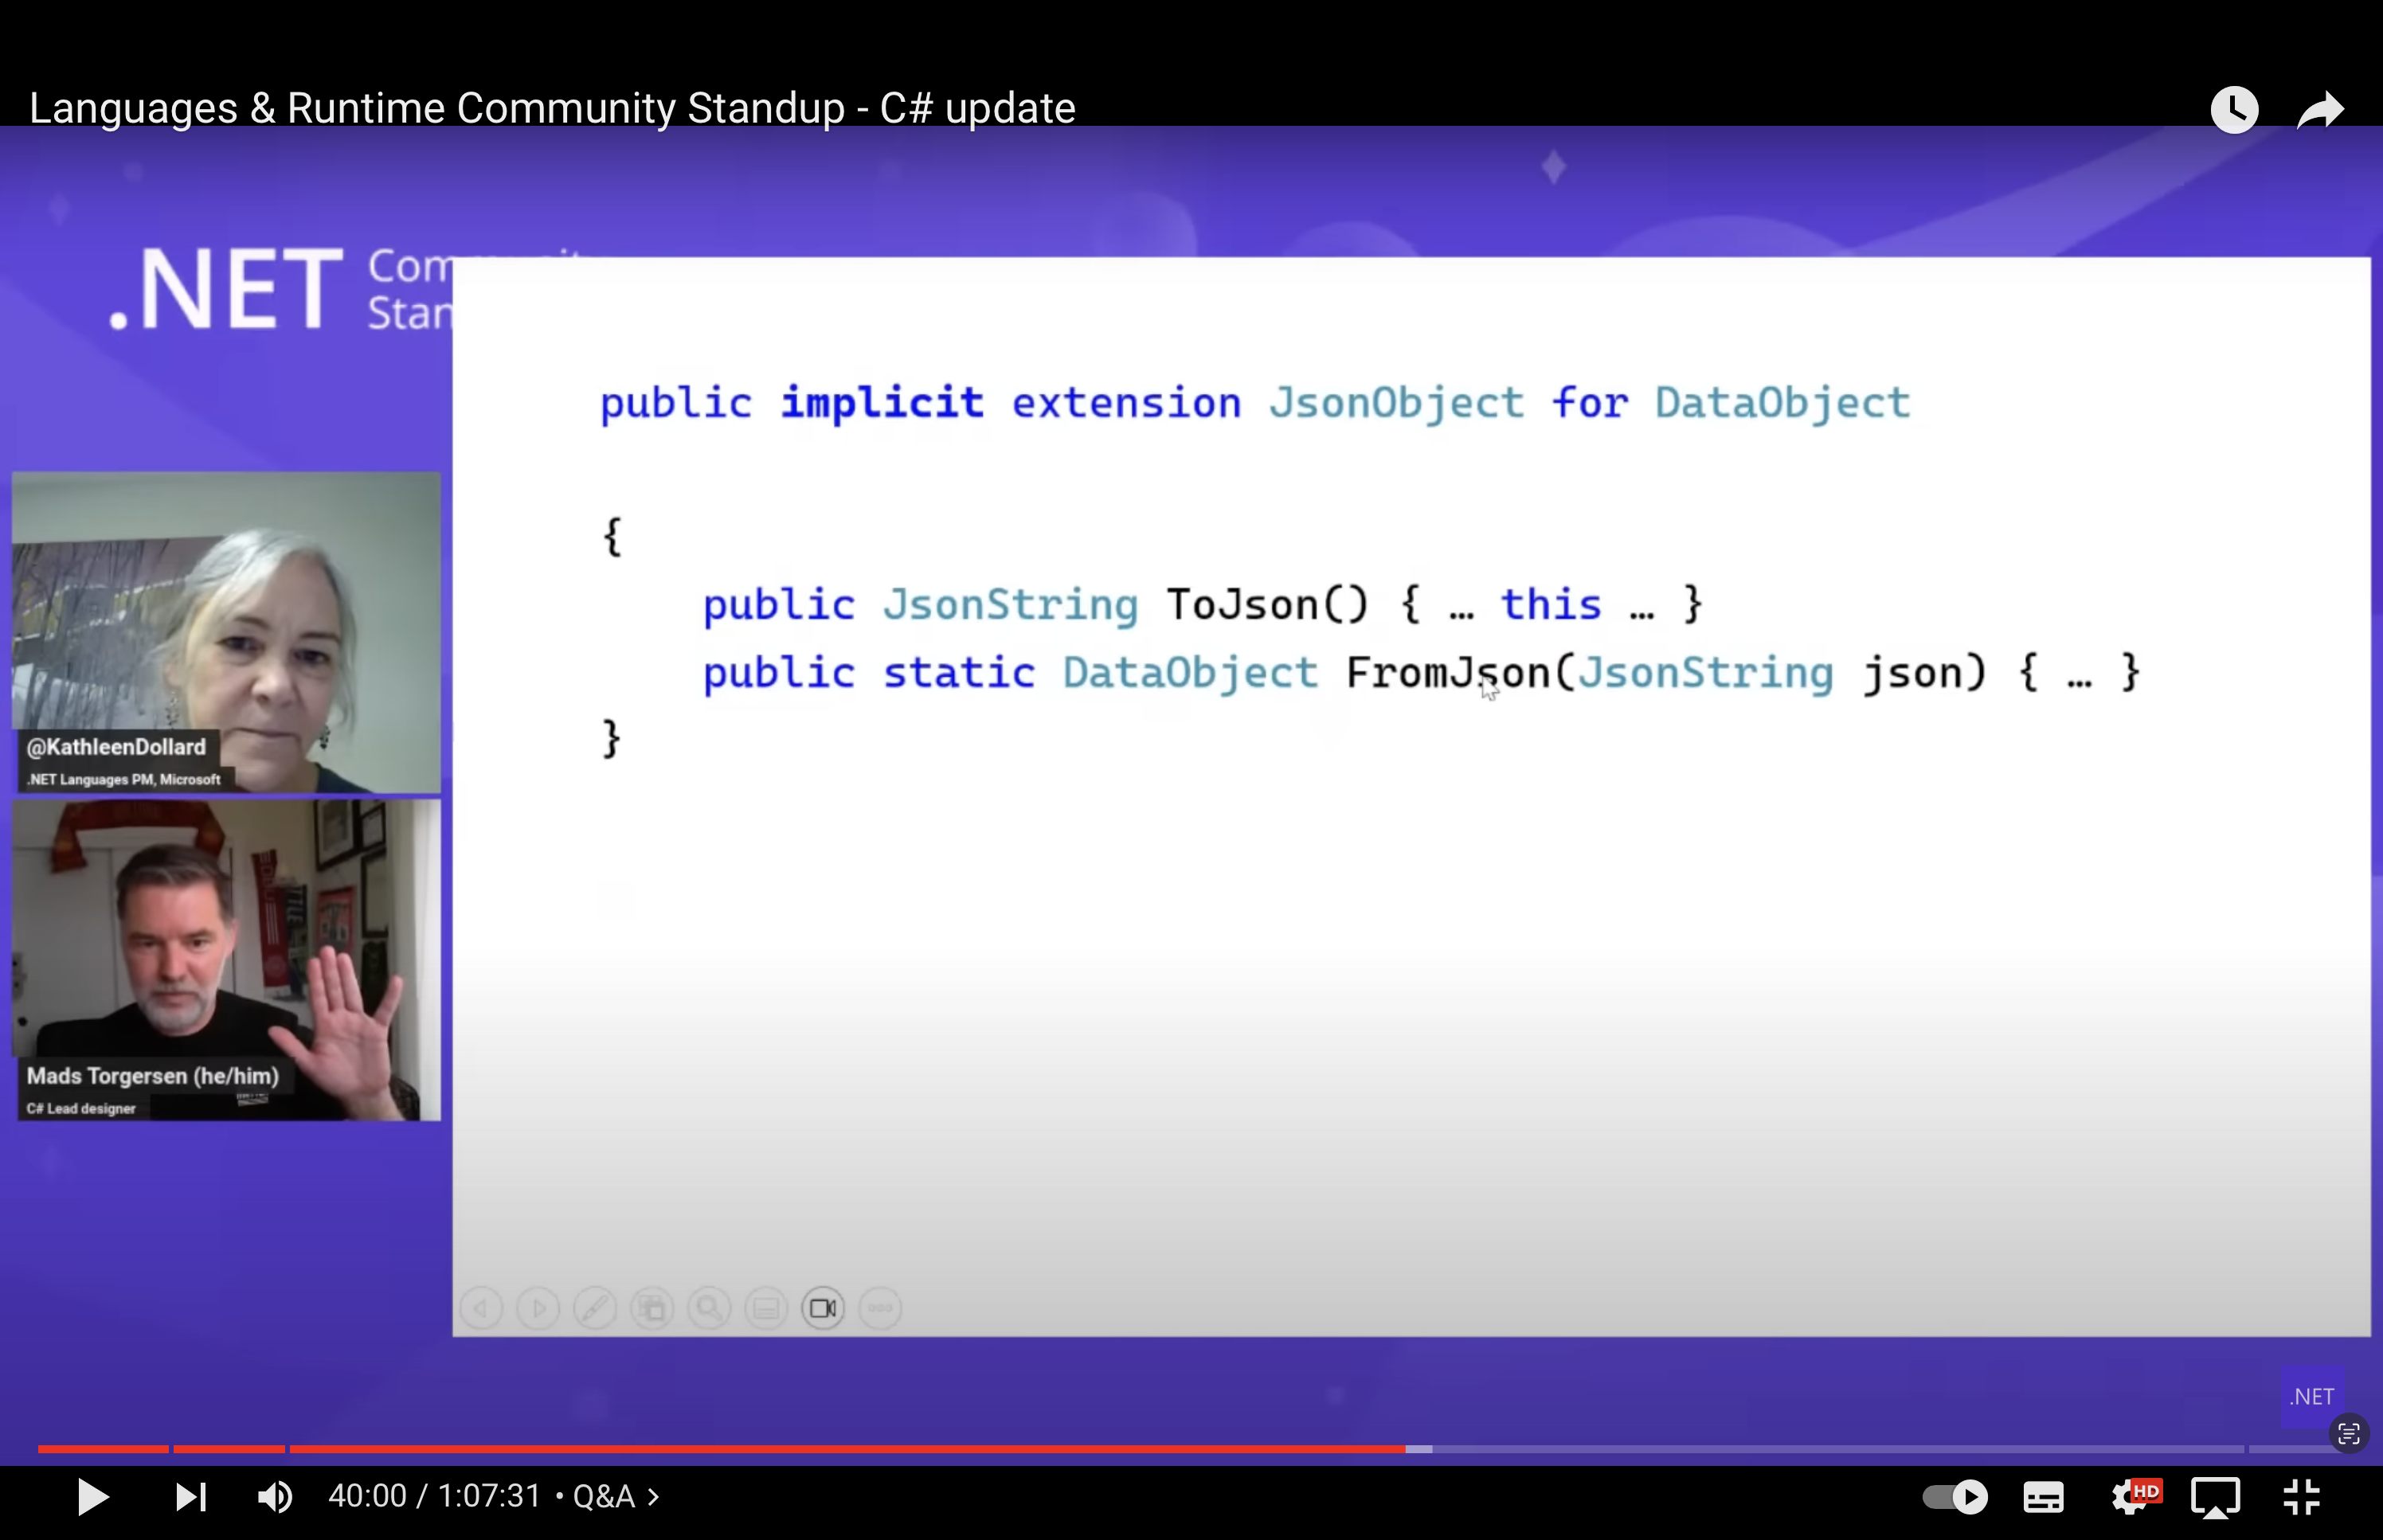 Languages & Runtime Community Standup - C# update
.NET
public implicit extension JsonObject for DataObject
{
public JsonString ToJson() { … this … }
public static DataObject FromJson(JsonString json) { … }
}
@KathleenDollard
.NET Languages PM, Microsoft
Mads Torgersen (he/him)
C# Lead designer
.NET
40:00 / 1:07:31 • Q&A >
HD